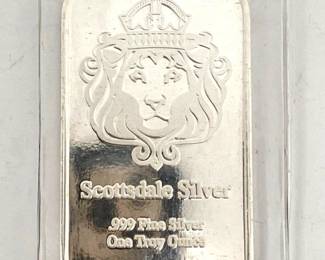 Scottsdale Silver
.999 Fine Silver
One Troy Ounce